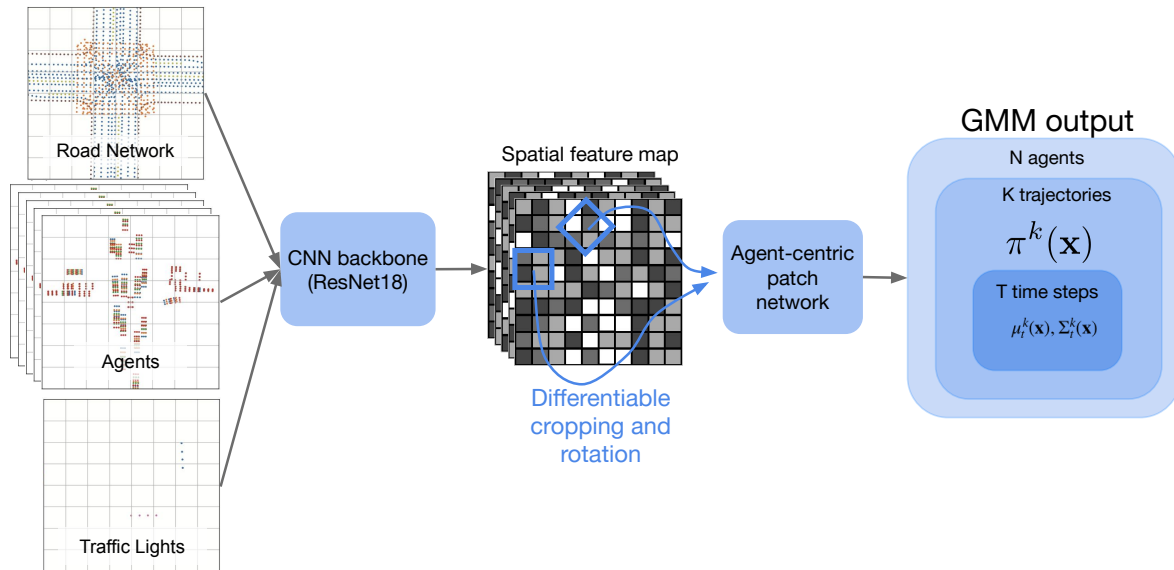 Road Network
Agents
Traffic Lights
CNN backbone
(ResNet18)
Spatial feature map
Differentiable
cropping and
rotation
Agent-centric
patch
network
GMM output
N agents
K trajectories
π^k(x)
T time steps
μ_t^k(x), Σ_t^k(x)